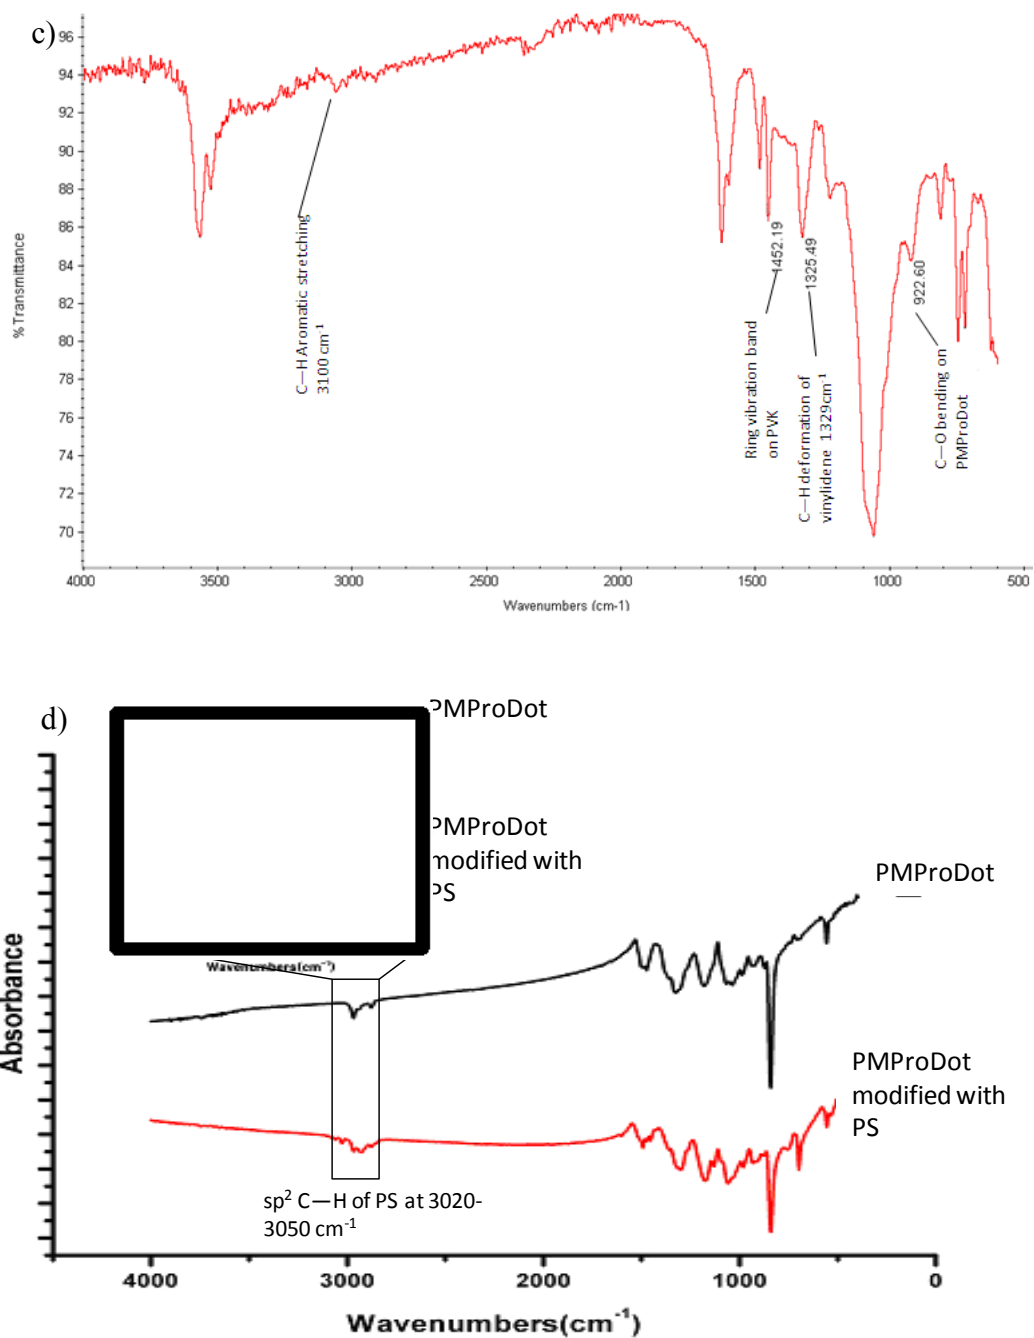 c)
96
94
92
90
88
86
84
82
80
78
76
74
72
70
% Transmittance
C—H Aromatic stretching
3100 cm-1
1452.19
1325.49
922.60
Ring vibration band
on PVK
C—H deformation of
vinylidene 1329cm-1
C—O bending on
PMProDot
4000
3500
3000
2500
2000
1500
1000
500
Wavenumbers (cm-1)
d)
PMProDot
PMProDot
modified with
PS
Wavenumbers(cm-1)
PMProDot
PMProDot
modified with
PS
Absorbance
sp2 C—H of PS at 3020-
3050 cm-1
4000
3000
2000
1000
0
Wavenumbers(cm-1)